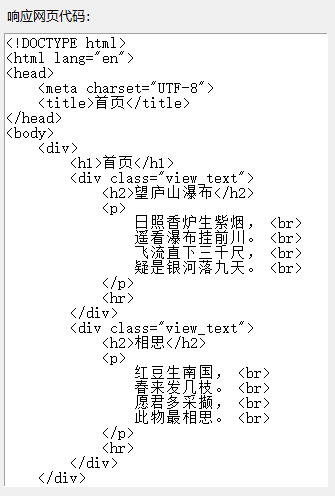 响应网页代码：
<!DOCTYPE html>
<html lang="en">
<head>
    <meta charset="UTF-8">
    <title>首页</title>
</head>
<body>
    <div>
        <h1>首页</h1>
        <div class="view_text">
            <h2>望庐山瀑布</h2>
            <p>
                日照香炉生紫烟，<br>
                遥看瀑布挂前川。<br>
                飞流直下三千尺，<br>
                疑是银河落九天。<br>
            </p>
            <hr>
        </div>
        <div class="view_text">
            <h2>相思</h2>
            <p>
                红豆生南国，<br>
                春来发几枝。<br>
                愿君多采撷，<br>
                此物最相思。<br>
            </p>
            <hr>
        </div>
    </div>